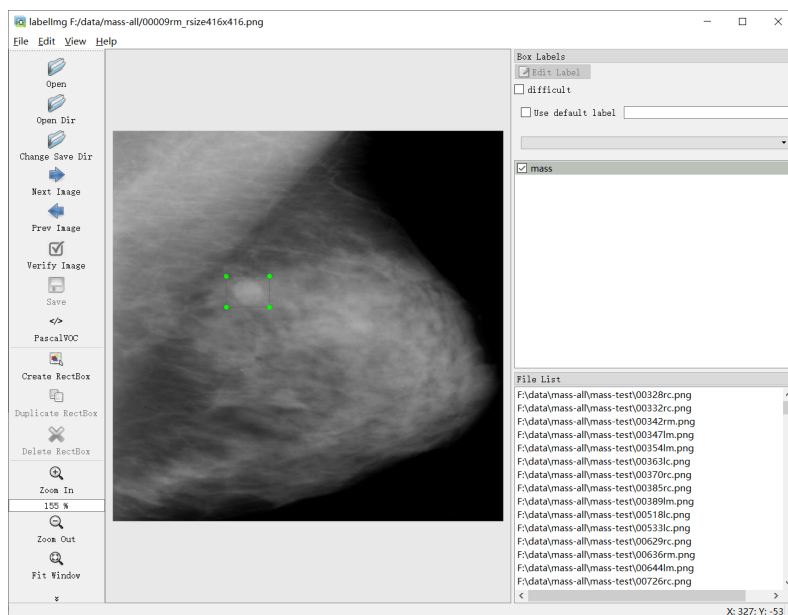 labelImg F:/data/mass-all/00009rm_rsize416x416.png
File Edit View Help
Open
Open Dir
Change Save Dir
Next Image
Prev Image
Verify Image
Save
</>
PascalVOC
Create RectBox
Duplicate RectBox
Delete RectBox
Zoom In
155 %
Zoom Out
Fit Window
Box Labels
Edit Label
difficult
Use default label
mass
File List
F:\data\mass-all\mass-test\00328rc.png
F:\data\mass-all\mass-test\00332rc.png
F:\data\mass-all\mass-test\00342rm.png
F:\data\mass-all\mass-test\00347lm.png
F:\data\mass-all\mass-test\00354lm.png
F:\data\mass-all\mass-test\00363lc.png
F:\data\mass-all\mass-test\00370rc.png
F:\data\mass-all\mass-test\00385rc.png
F:\data\mass-all\mass-test\00389lm.png
F:\data\mass-all\mass-test\00518lc.png
F:\data\mass-all\mass-test\00533lc.png
F:\data\mass-all\mass-test\00629rc.png
F:\data\mass-all\mass-test\00636rm.png
F:\data\mass-all\mass-test\00644lm.png
F:\data\mass-all\mass-test\00726rc.png
X: 327; Y: -53